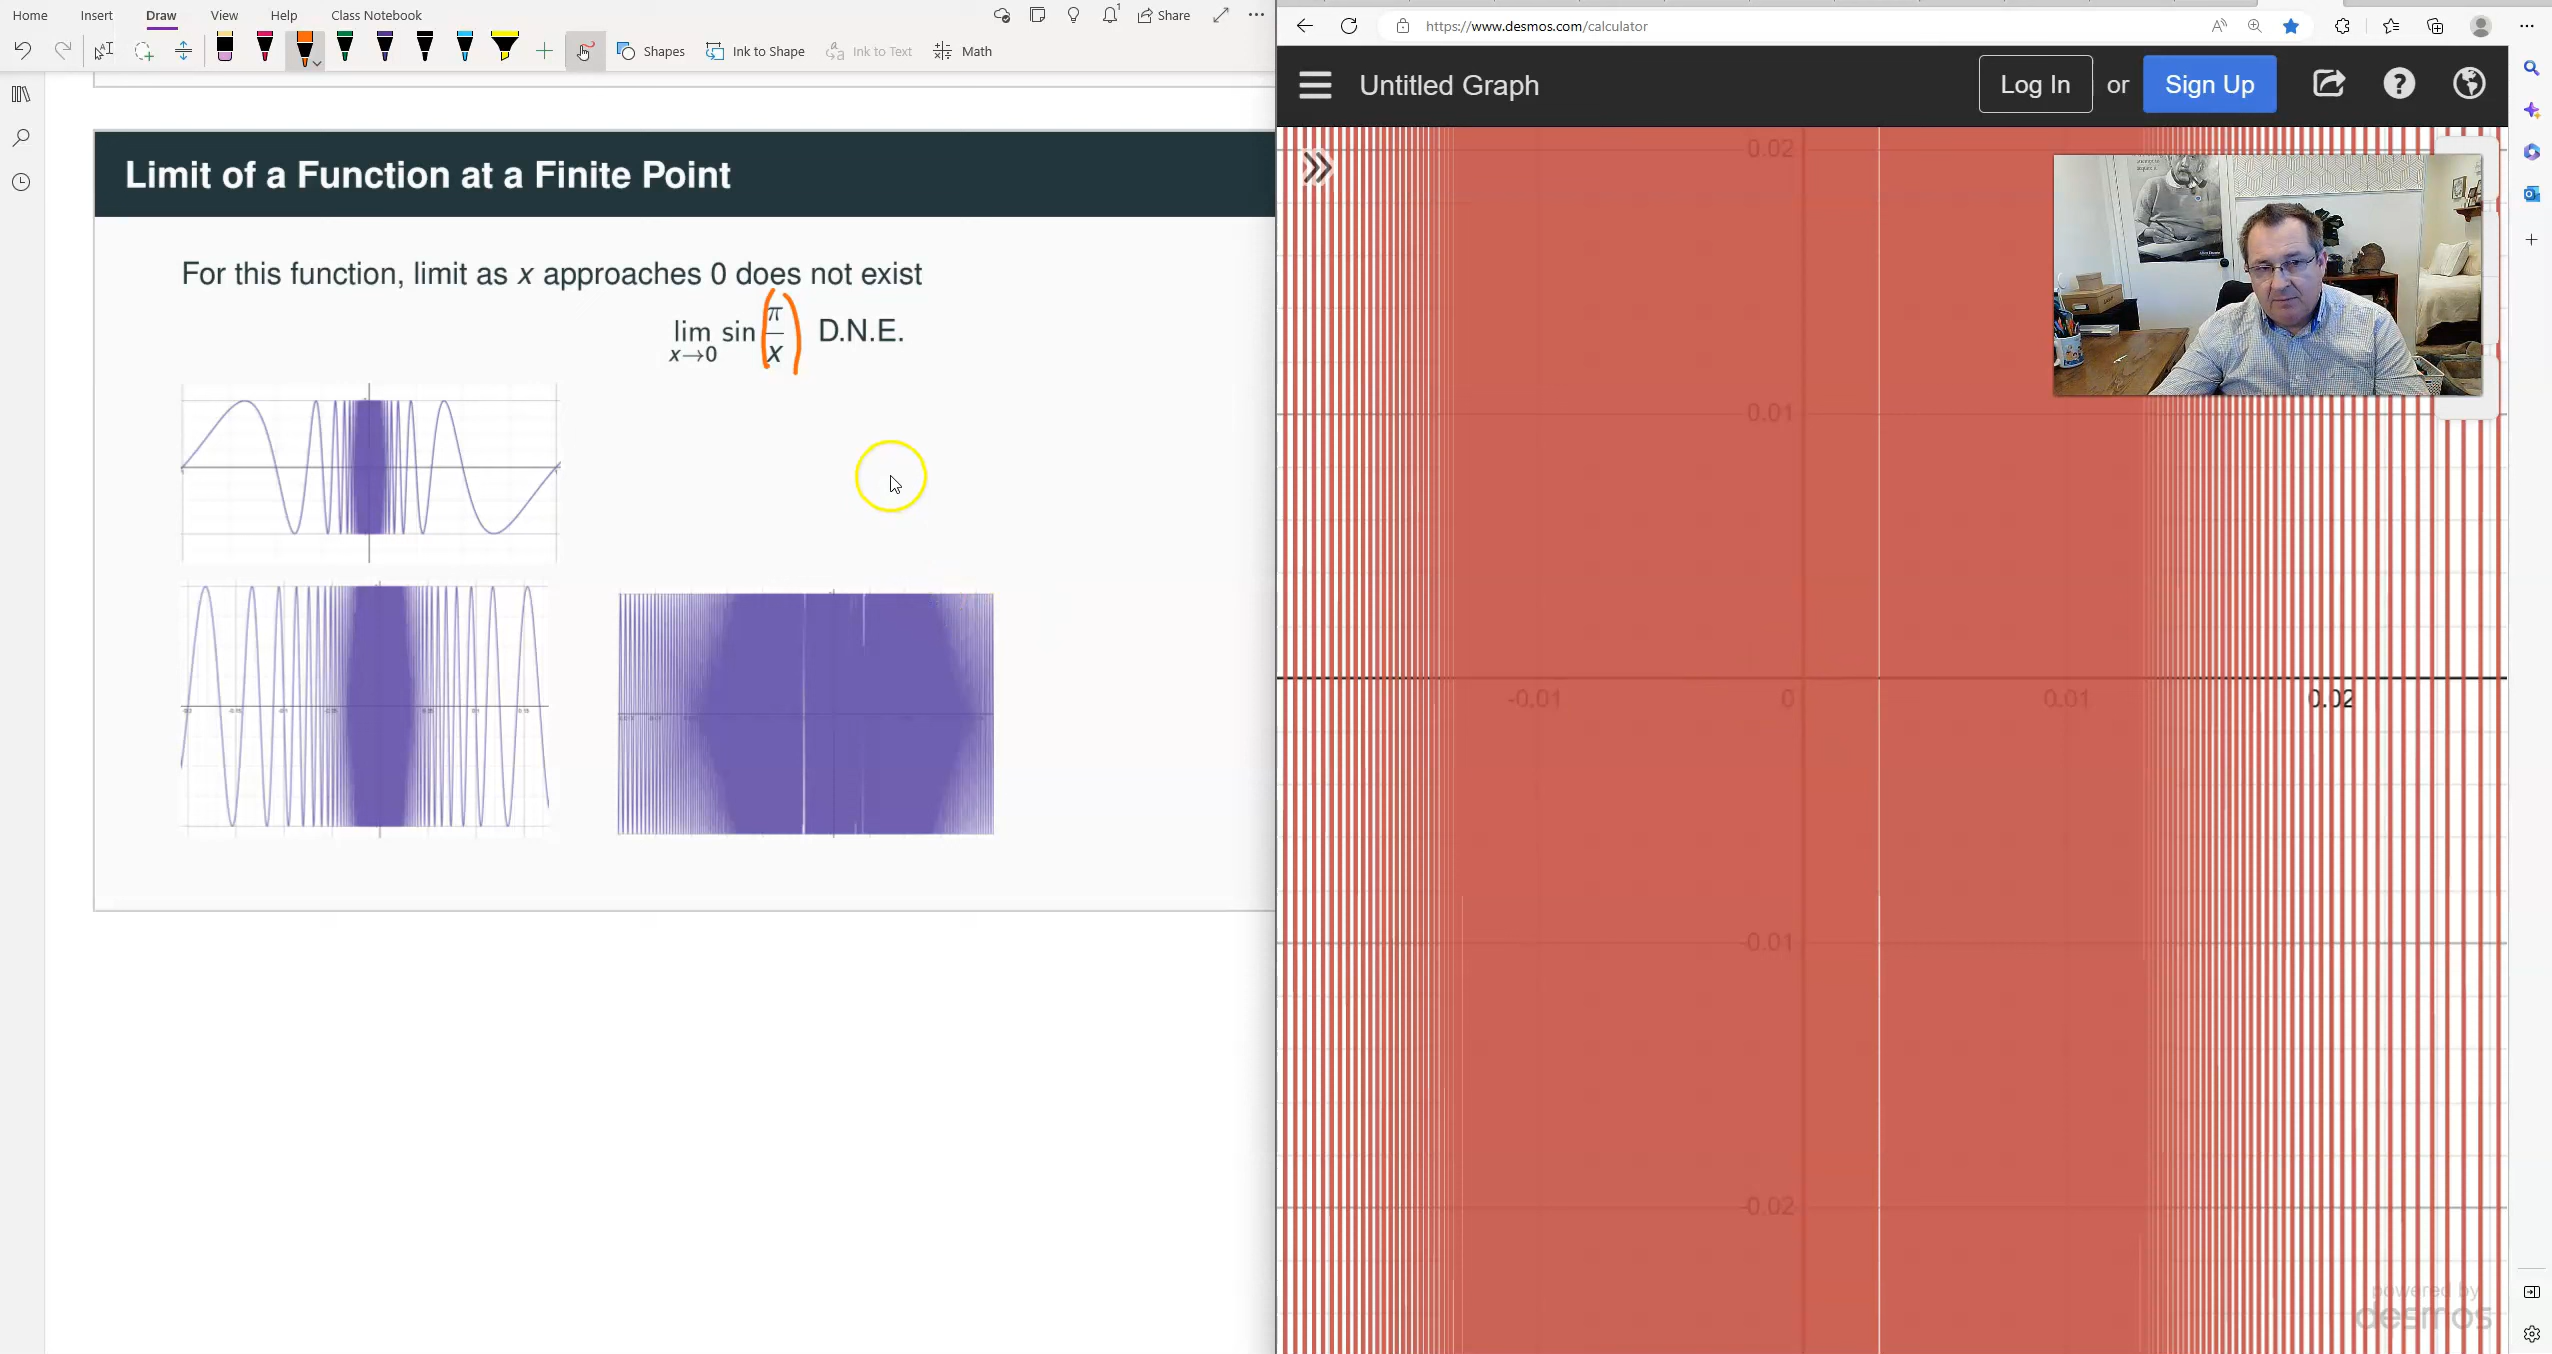 Home Insert Draw View Help Class Notebook
Share
Shapes Ink to Shape Ink to Text Math
Limit of a Function at a Finite Point
For this function, limit as x approaches 0 does not exist
lim sin (π/x) D.N.E.
x→0
https://www.desmos.com/calculator
Untitled Graph
Log In or Sign Up
0.02
0.01
-0.01 0 0.01 0.02
-0.01
-0.02
powered by
desmos